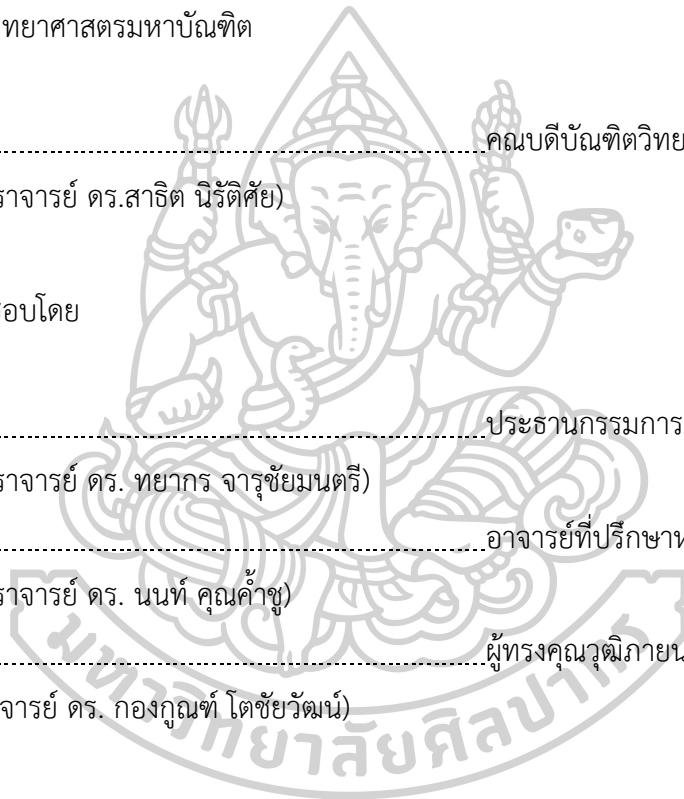 ทยาศาสตรมหาบัณฑิต
คณบดีบัณฑิตวิทย
ราจารย์ ดร.สาธิต นิรัติศัย)
อบโดย
ประธานกรรมการ
ราจารย์ ดร. ทยากร จารุชัยมนตรี)
อาจารย์ที่ปรึกษาห
ราจารย์ ดร. นนท์ คุณค้ำชู)
ผู้ทรงคุณวุฒิภายน
จารย์ ดร. กองกูณฑ์ โตชัยวัฒน์)
มหาวิทยาลัยศิลปากร